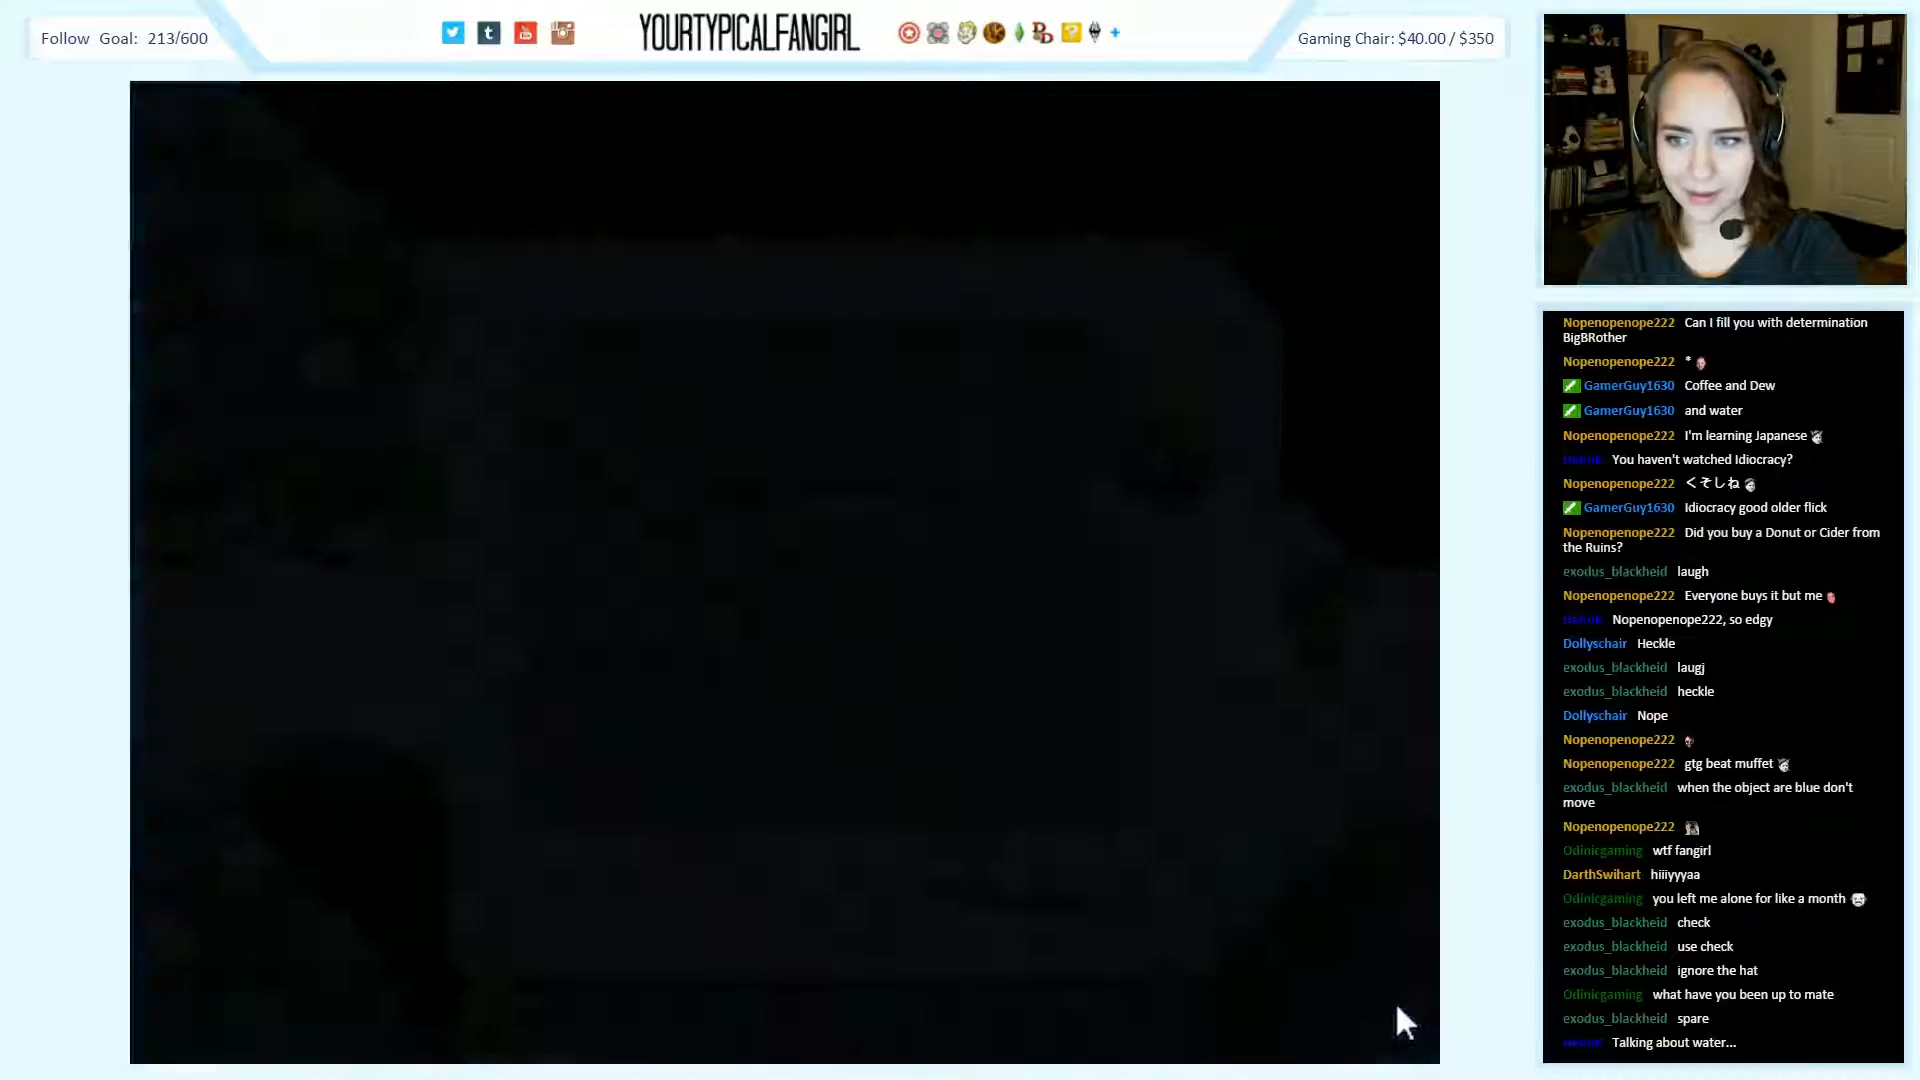 Follow Goal: 213/600
YOURTYPICALFANGIRL
Gaming Chair: $40.00 / $350
Nopenopenope222 Can I fill you with determination
BigBRother
Nopenopenope222 *
GamerGuy1630 Coffee and Dew
GamerGuy1630 and water
Nopenopenope222 I'm learning Japanese
You haven't watched Idiocracy?
Nopenopenope222 くそしね
GamerGuy1630 Idiocracy good older flick
Nopenopenope222 Did you buy a Donut or Cider from
the Ruins?
exodus_blackheid laugh
Nopenopenope222 Everyone buys it but me
Nopenopenope222, so edgy
Dollyschair Heckle
exodus_blackheid laugj
exodus_blackheid heckle
Dollyschair Nope
Nopenopenope222
Nopenopenope222 gtg beat muffet
exodus_blackheid when the object are blue don't
move
Nopenopenope222
Odinicgaming wtf fangirl
DarthSwihart hiiiyyyaa
Odinicgaming you left me alone for like a month
exodus_blackheid check
exodus_blackheid use check
exodus_blackheid ignore the hat
Odinicgaming what have you been up to mate
exodus_blackheid spare
Talking about water...